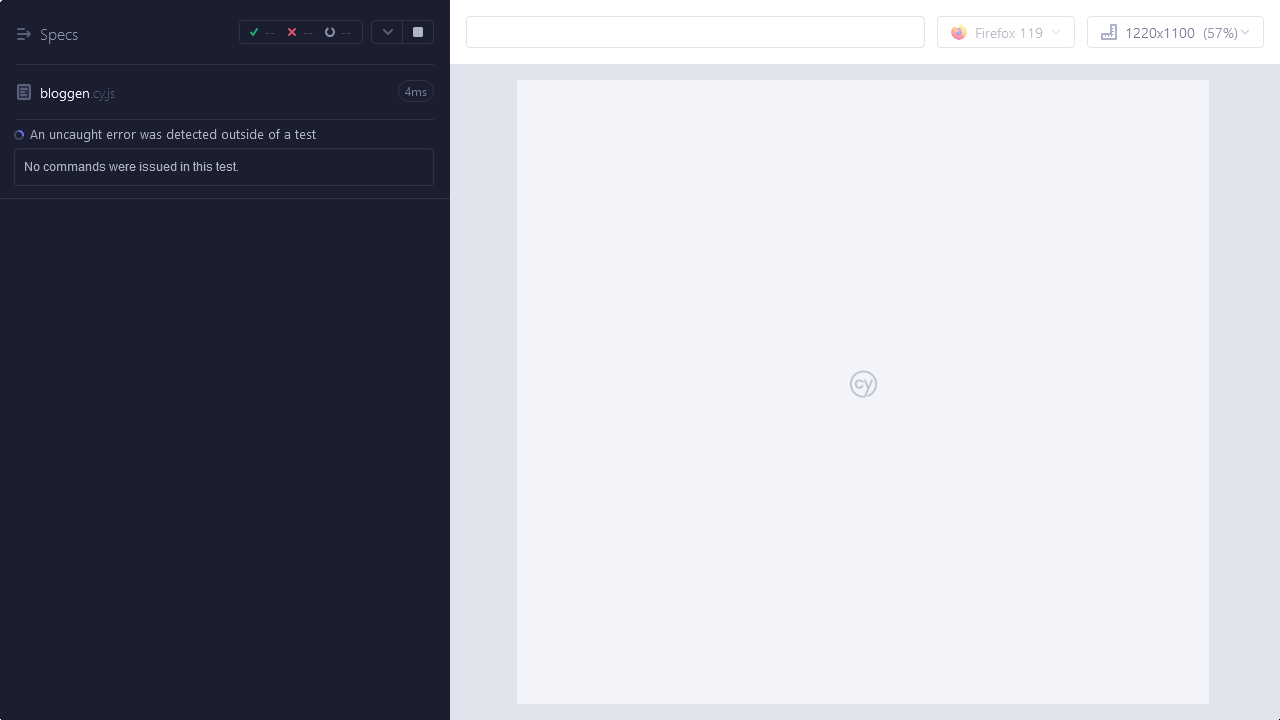 Specs
--
--
--
Firefox 119
1220x1100 (57%)
bloggen.cy.js
4ms
An uncaught error was detected outside of a test
No commands were issued in this test.
cy